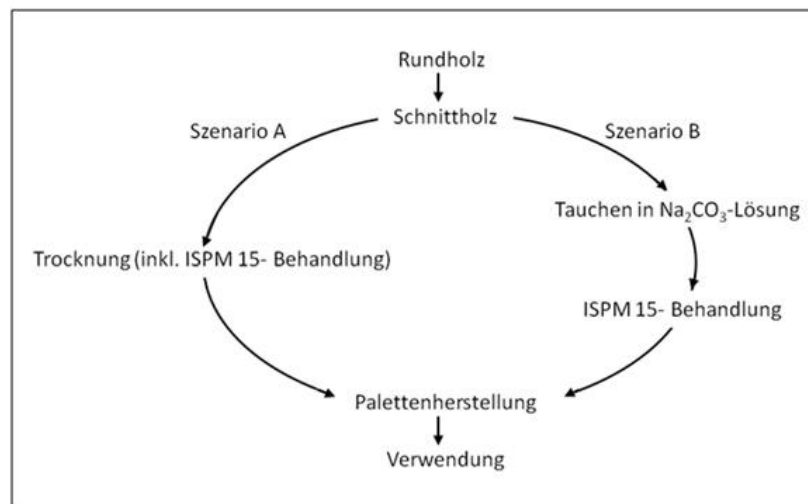 Rundholz
Schnittholz
Szenario A
Szenario B
Tauchen in Na₂CO₃-Lösung
Trocknung (inkl. ISPM 15- Behandlung)
ISPM 15- Behandlung
Palettenherstellung
Verwendung